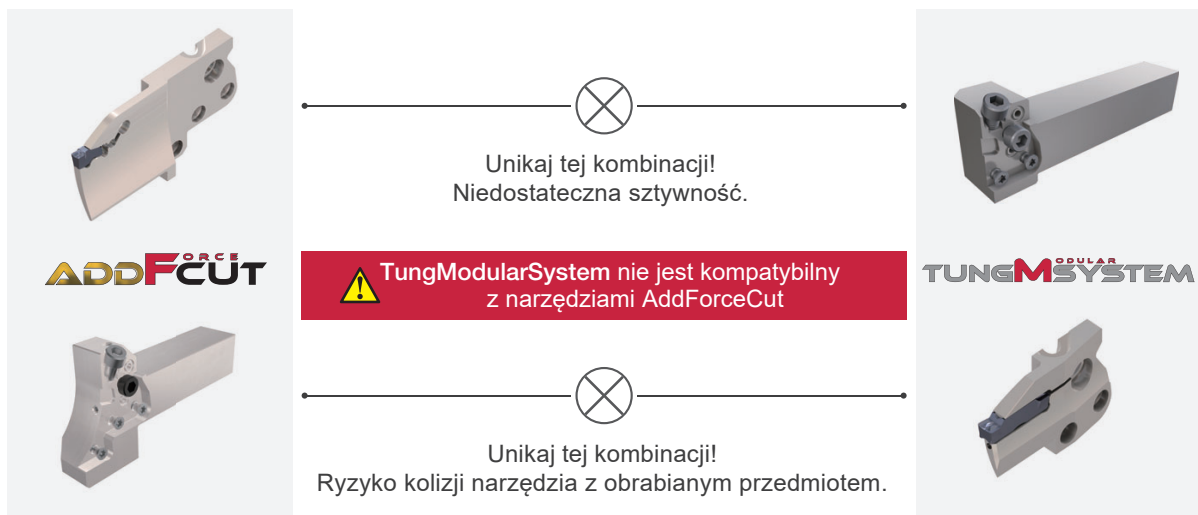 Unikaj tej kombinacji!
Niedostateczna sztywność.
ADDFORCECUT
TungModularSystem nie jest kompatybilny
z narzędziami AddForceCut
TUNGMODULARSYSTEM
Unikaj tej kombinacji!
Ryzyko kolizji narzędzia z obrabianym przedmiotem.